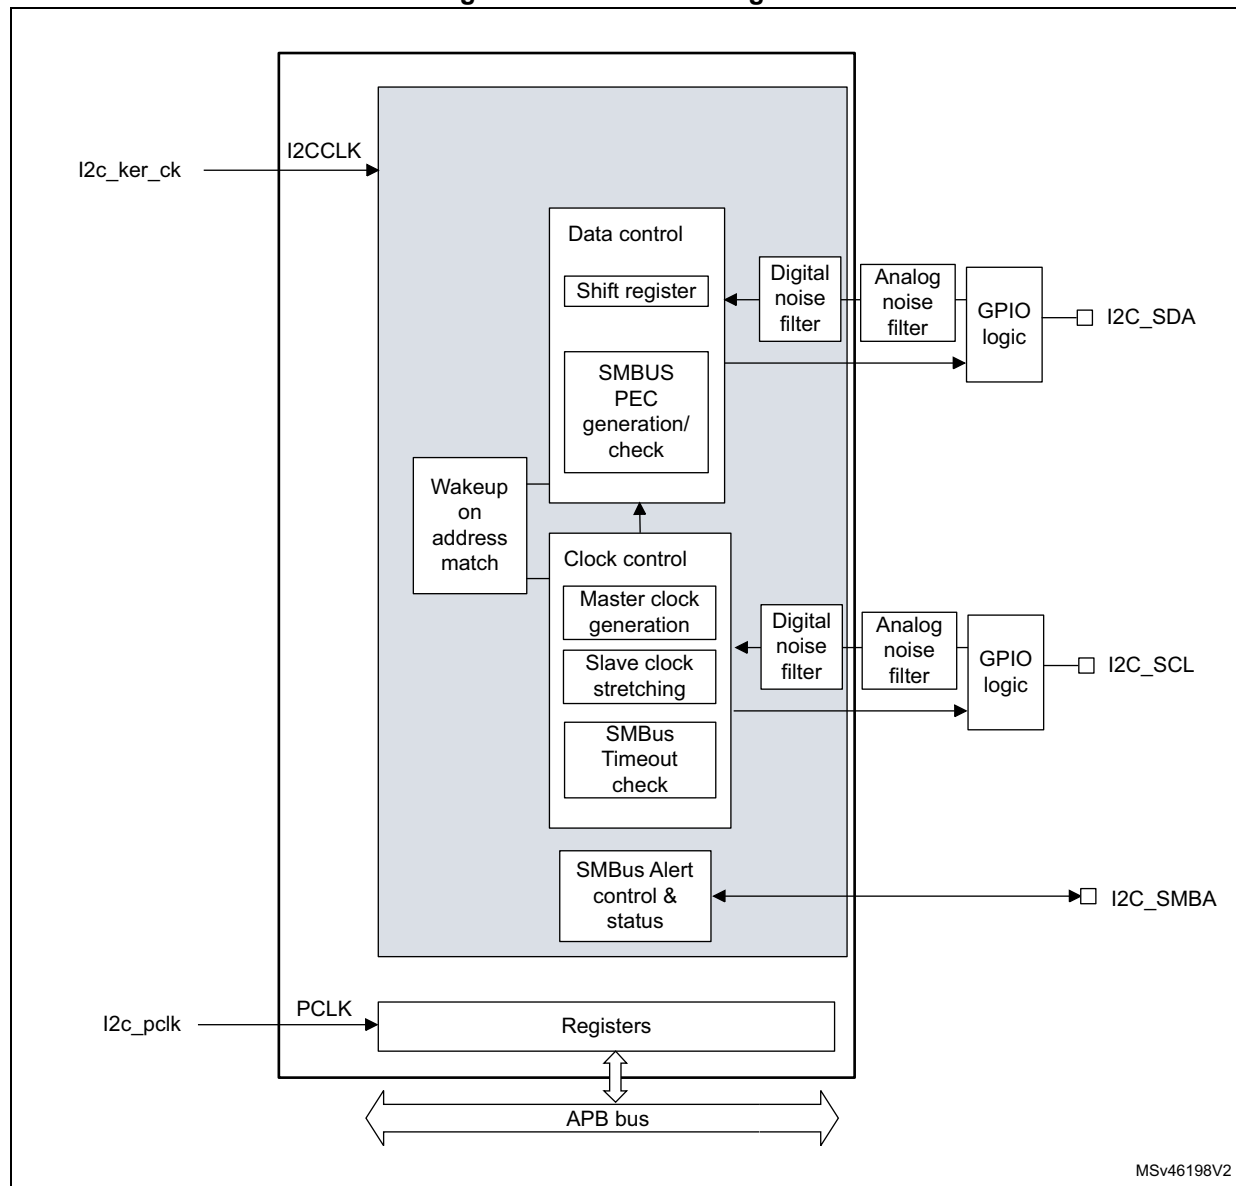 I2CCLK
I2c_ker_ck
Data control
Shift register
SMBUS
PEC
generation/
check
Digital
noise
filter
Analog
noise
filter
GPIO
logic
I2C_SDA
Wakeup
on
address
match
Clock control
Master clock
generation
Slave clock
stretching
SMBus
Timeout
check
Digital
noise
filter
Analog
noise
filter
GPIO
logic
I2C_SCL
SMBus Alert
control &
status
I2C_SMBA
PCLK
I2c_pclk
Registers
APB bus
MSv46198V2